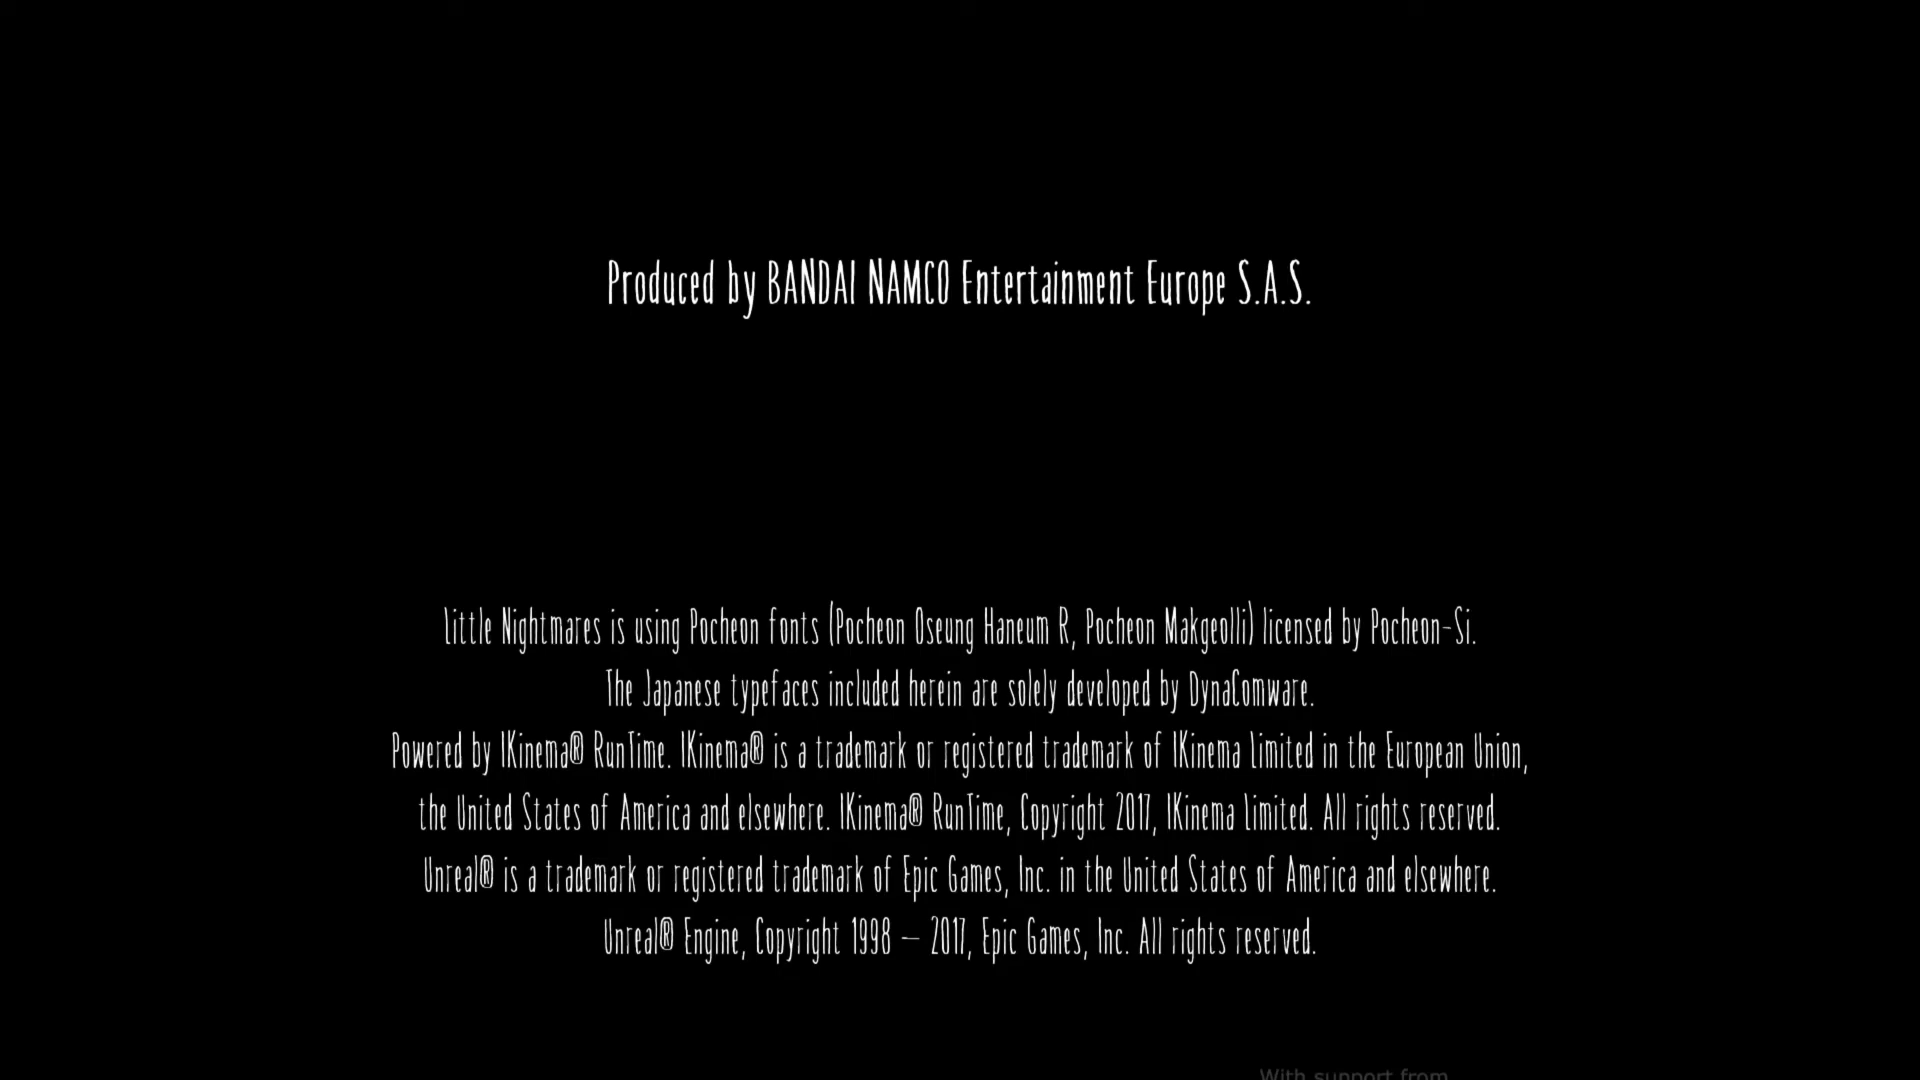 Produced by BANDAI NAMCO Entertainment Europe S.A.S.
Little Nightmares is using Pocheon fonts (Pocheon Oseung Haneum R, Pocheon Makgeolli) licensed by Pocheon-Si.
The Japanese typefaces included herein are solely developed by DynaComware.
Powered by IKinema® RunTime. IKinema® is a trademark or registered trademark of IKinema Limited in the European Union,
the United States of America and elsewhere. IKinema® RunTime, Copyright 2017, IKinema Limited. All rights reserved.
Unreal® is a trademark or registered trademark of Epic Games, Inc. in the United States of America and elsewhere.
Unreal® Engine, Copyright 1998 – 2017, Epic Games, Inc. All rights reserved.
With support from